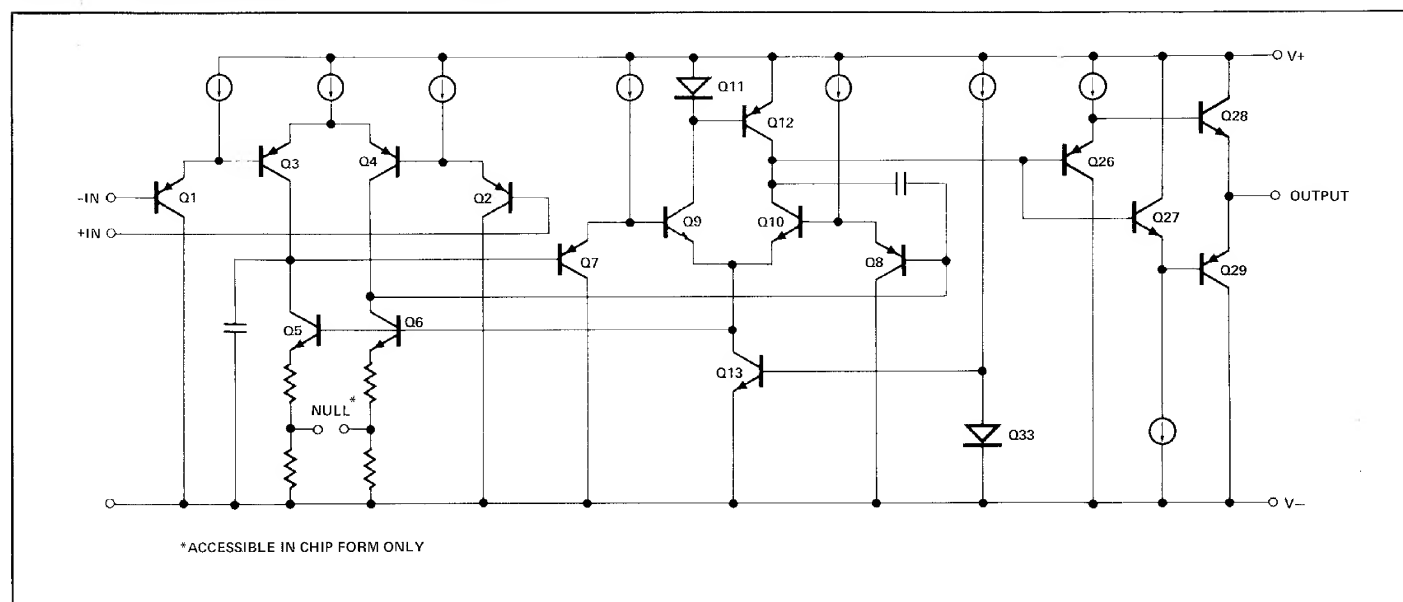 V+
Q11
Q12
Q28
Q3
Q4
Q26
-IN
Q1
Q2
OUTPUT
+IN
Q9
Q10
Q27
Q7
Q8
Q29
Q5
Q6
Q13
NULL*
Q33
V−
*ACCESSIBLE IN CHIP FORM ONLY